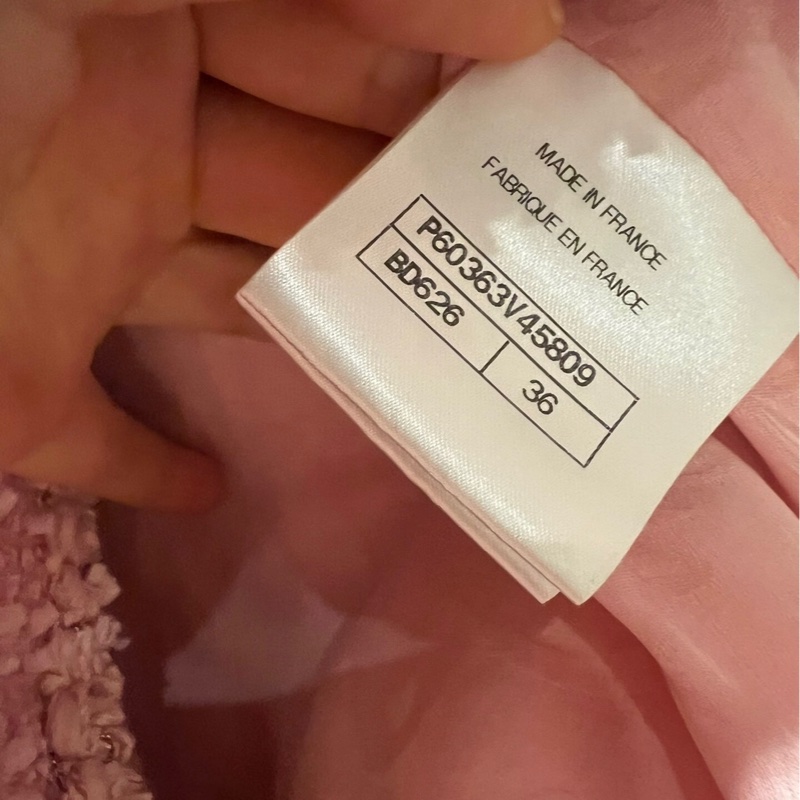 MADE IN FRANCE
FABRIQUE EN FRANCE
P60363V45809
BD626
36